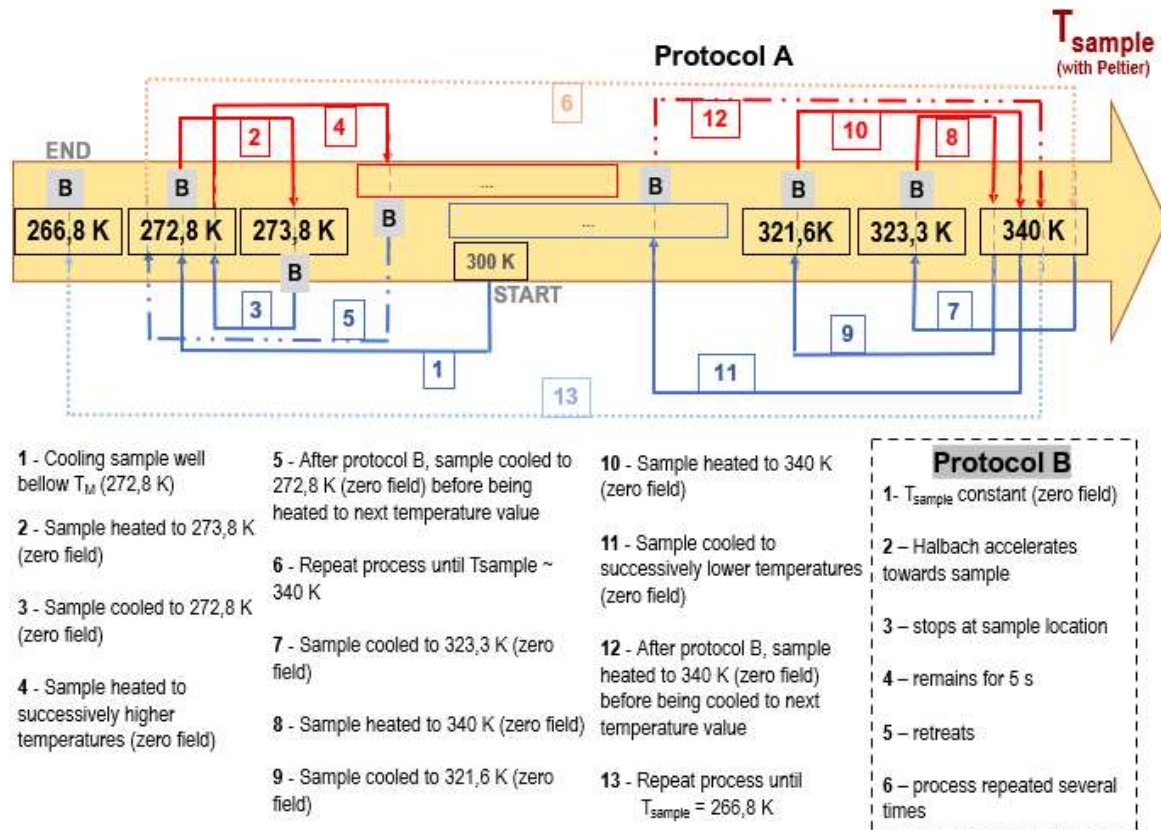 Protocol A
T sample
(with Peltier)
6
2
4
12
10
8
END
B
B
...
B
B
B
B
266,8 K
272,8 K
273,8 K
...
321,6K
323,3 K
340 K
B
300 K
START
3
5
1
9
7
11
13
1 - Cooling sample well
bellow TM (272,8 K)
2 - Sample heated to 273,8 K
(zero field)
3 - Sample cooled to 272,8 K
(zero field)
4 - Sample heated to
successively higher
temperatures (zero field)
5 - After protocol B, sample cooled to
272,8 K (zero field) before being
heated to next temperature value
6 - Repeat process until Tsample ~
340 K
7 - Sample cooled to 323,3 K (zero
field)
8 - Sample heated to 340 K (zero field)
9 - Sample cooled to 321,6 K (zero
field)
10 - Sample heated to 340 K
(zero field)
11 - Sample cooled to
successively lower temperatures
(zero field)
12 - After protocol B, sample
heated to 340 K (zero field)
before being cooled to next
temperature value
13 - Repeat process until
Tsample = 266,8 K
Protocol B
1- Tsample constant (zero field)
2 – Halbach accelerates
towards sample
3 – stops at sample location
4 – remains for 5 s
5 – retreats
6 – process repeated several
times